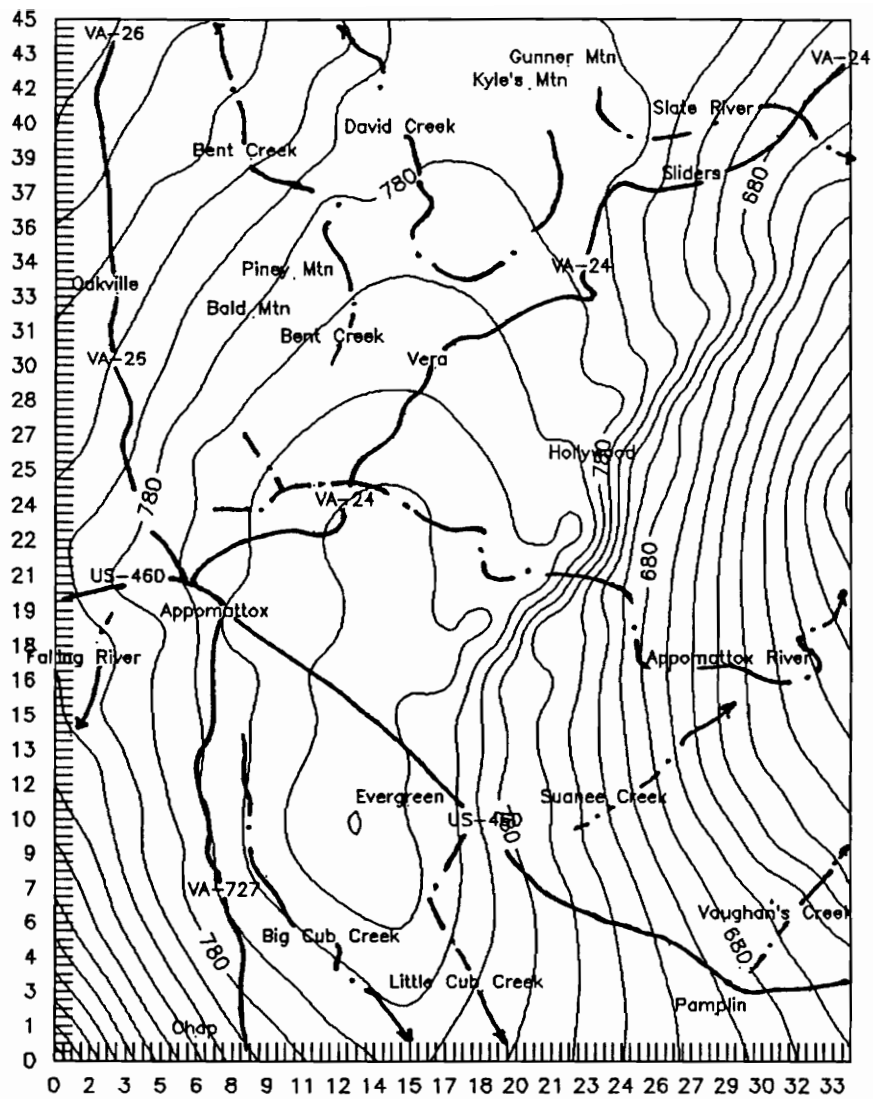 45
VA-26
Gunner Mtn
VA-24
43
Kyle's Mtn
42
Slate River
40
David Creek
Bent Creek
39
Sliders
780
680
37
36
VA-24
34
Piney Mtn
Oakville
33
Bald Mtn
31
Bent Creek
VA-25
Vera
30
28
27
Hollywood
780
25
780
VA-24
24
22
680
US-460
21
Appomattox
19
18
Falling River
Appomattox River
16
15
13
12
Evergreen
Suanee Creek
10
US-460
780
9
VA-727
7
Vaughan's Creek
6
Big Cub Creek
680
780
4
Little Cub Creek
3
Pamplin
1
Ohap
0
0 2 3 5 6 8 9 11 12 14 15 17 18 20 21 23 24 26 27 29 30 32 33